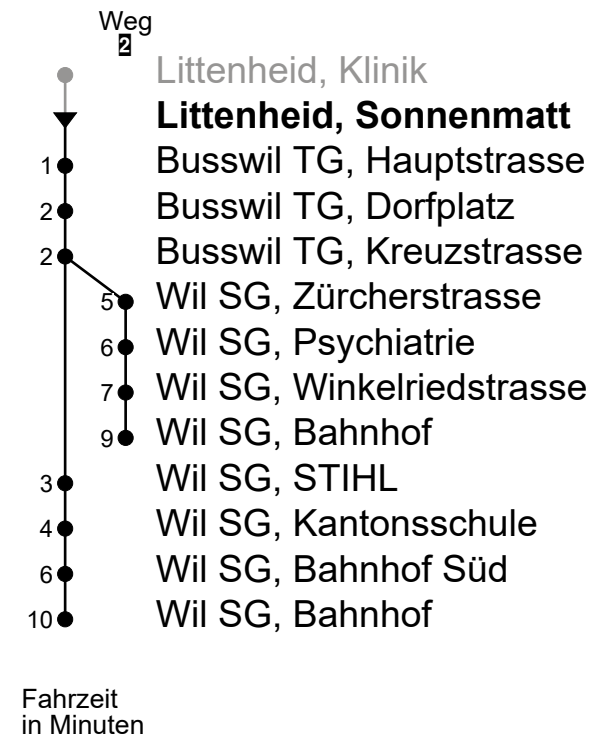 Weg
2
Littenheid, Klinik
Littenheid, Sonnenmatt
1 Busswil TG, Hauptstrasse
2 Busswil TG, Dorfplatz
2 Busswil TG, Kreuzstrasse
5 Wil SG, Zürcherstrasse
6 Wil SG, Psychiatrie
7 Wil SG, Winkelriedstrasse
9 Wil SG, Bahnhof
3 Wil SG, STIHL
4 Wil SG, Kantonsschule
6 Wil SG, Bahnhof Süd
10 Wil SG, Bahnhof
Fahrzeit
in Minuten